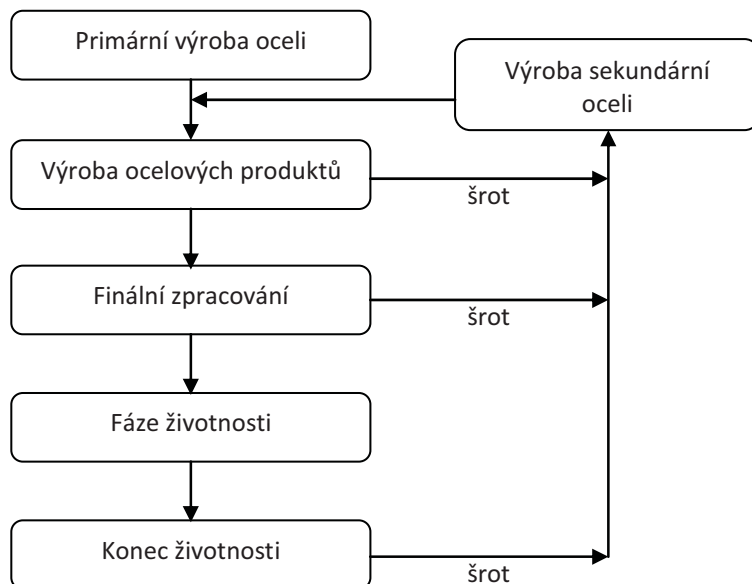 Primární výroba oceli
Výroba sekundární
oceli
Výroba ocelových produktů
šrot
Finální zpracování
šrot
Fáze životnosti
Konec životnosti
šrot